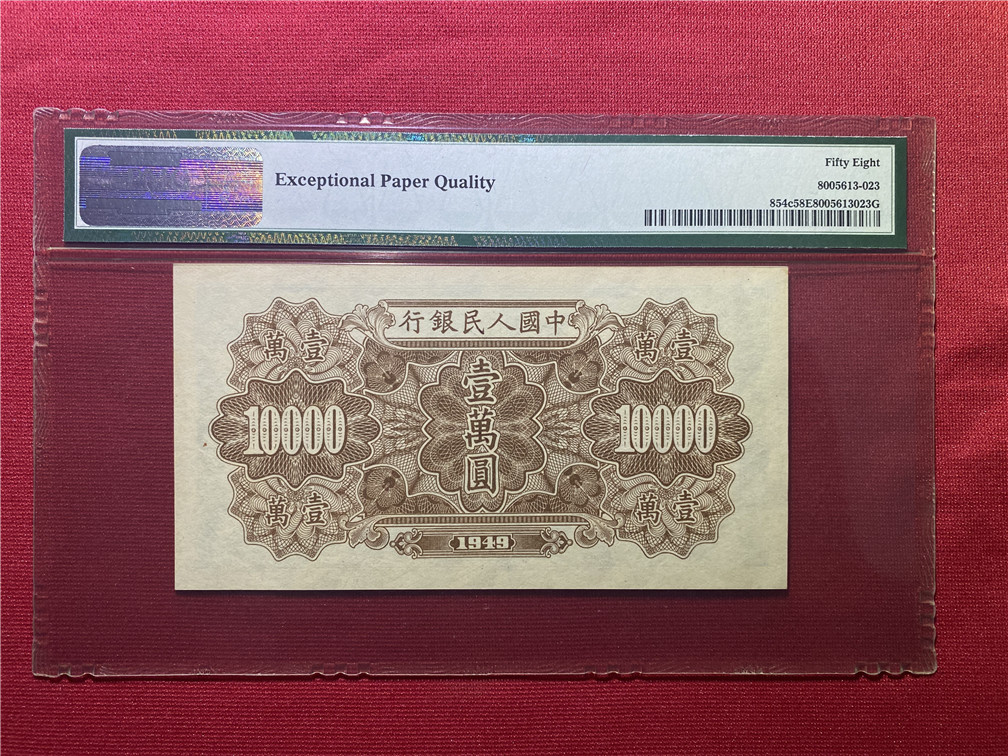 Exceptional Paper Quality
Fifty Eight
8005613-023
854c58E8005613023G
行銀民人國中
萬壹
萬壹
壹萬圓
10000
10000
萬壹
萬壹
1949